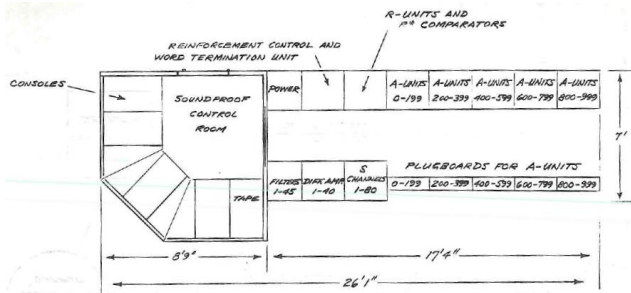 R-UNITS AND
P* COMPARATORS
REINFORCEMENT CONTROL AND
WORD TERMINATION UNIT
CONSOLES
SOUNDPROOF
CONTROL
ROOM
POWER
A-UNITS A-UNITS A-UNITS A-UNITS A-UNITS
0-199 200-399 400-599 600-799 800-999
7'
PLUGBOARDS FOR A-UNITS
0-199 200-399 400-599 600-799 800-999
S
CHANNELS
1-80
FILTERS
1-45
AMP
1-40
TAPE
8'9"
17'4"
26'1"